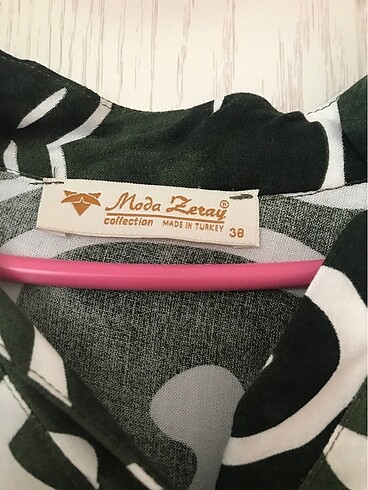 Moda Zeray®
collection MADE IN TURKEY 38